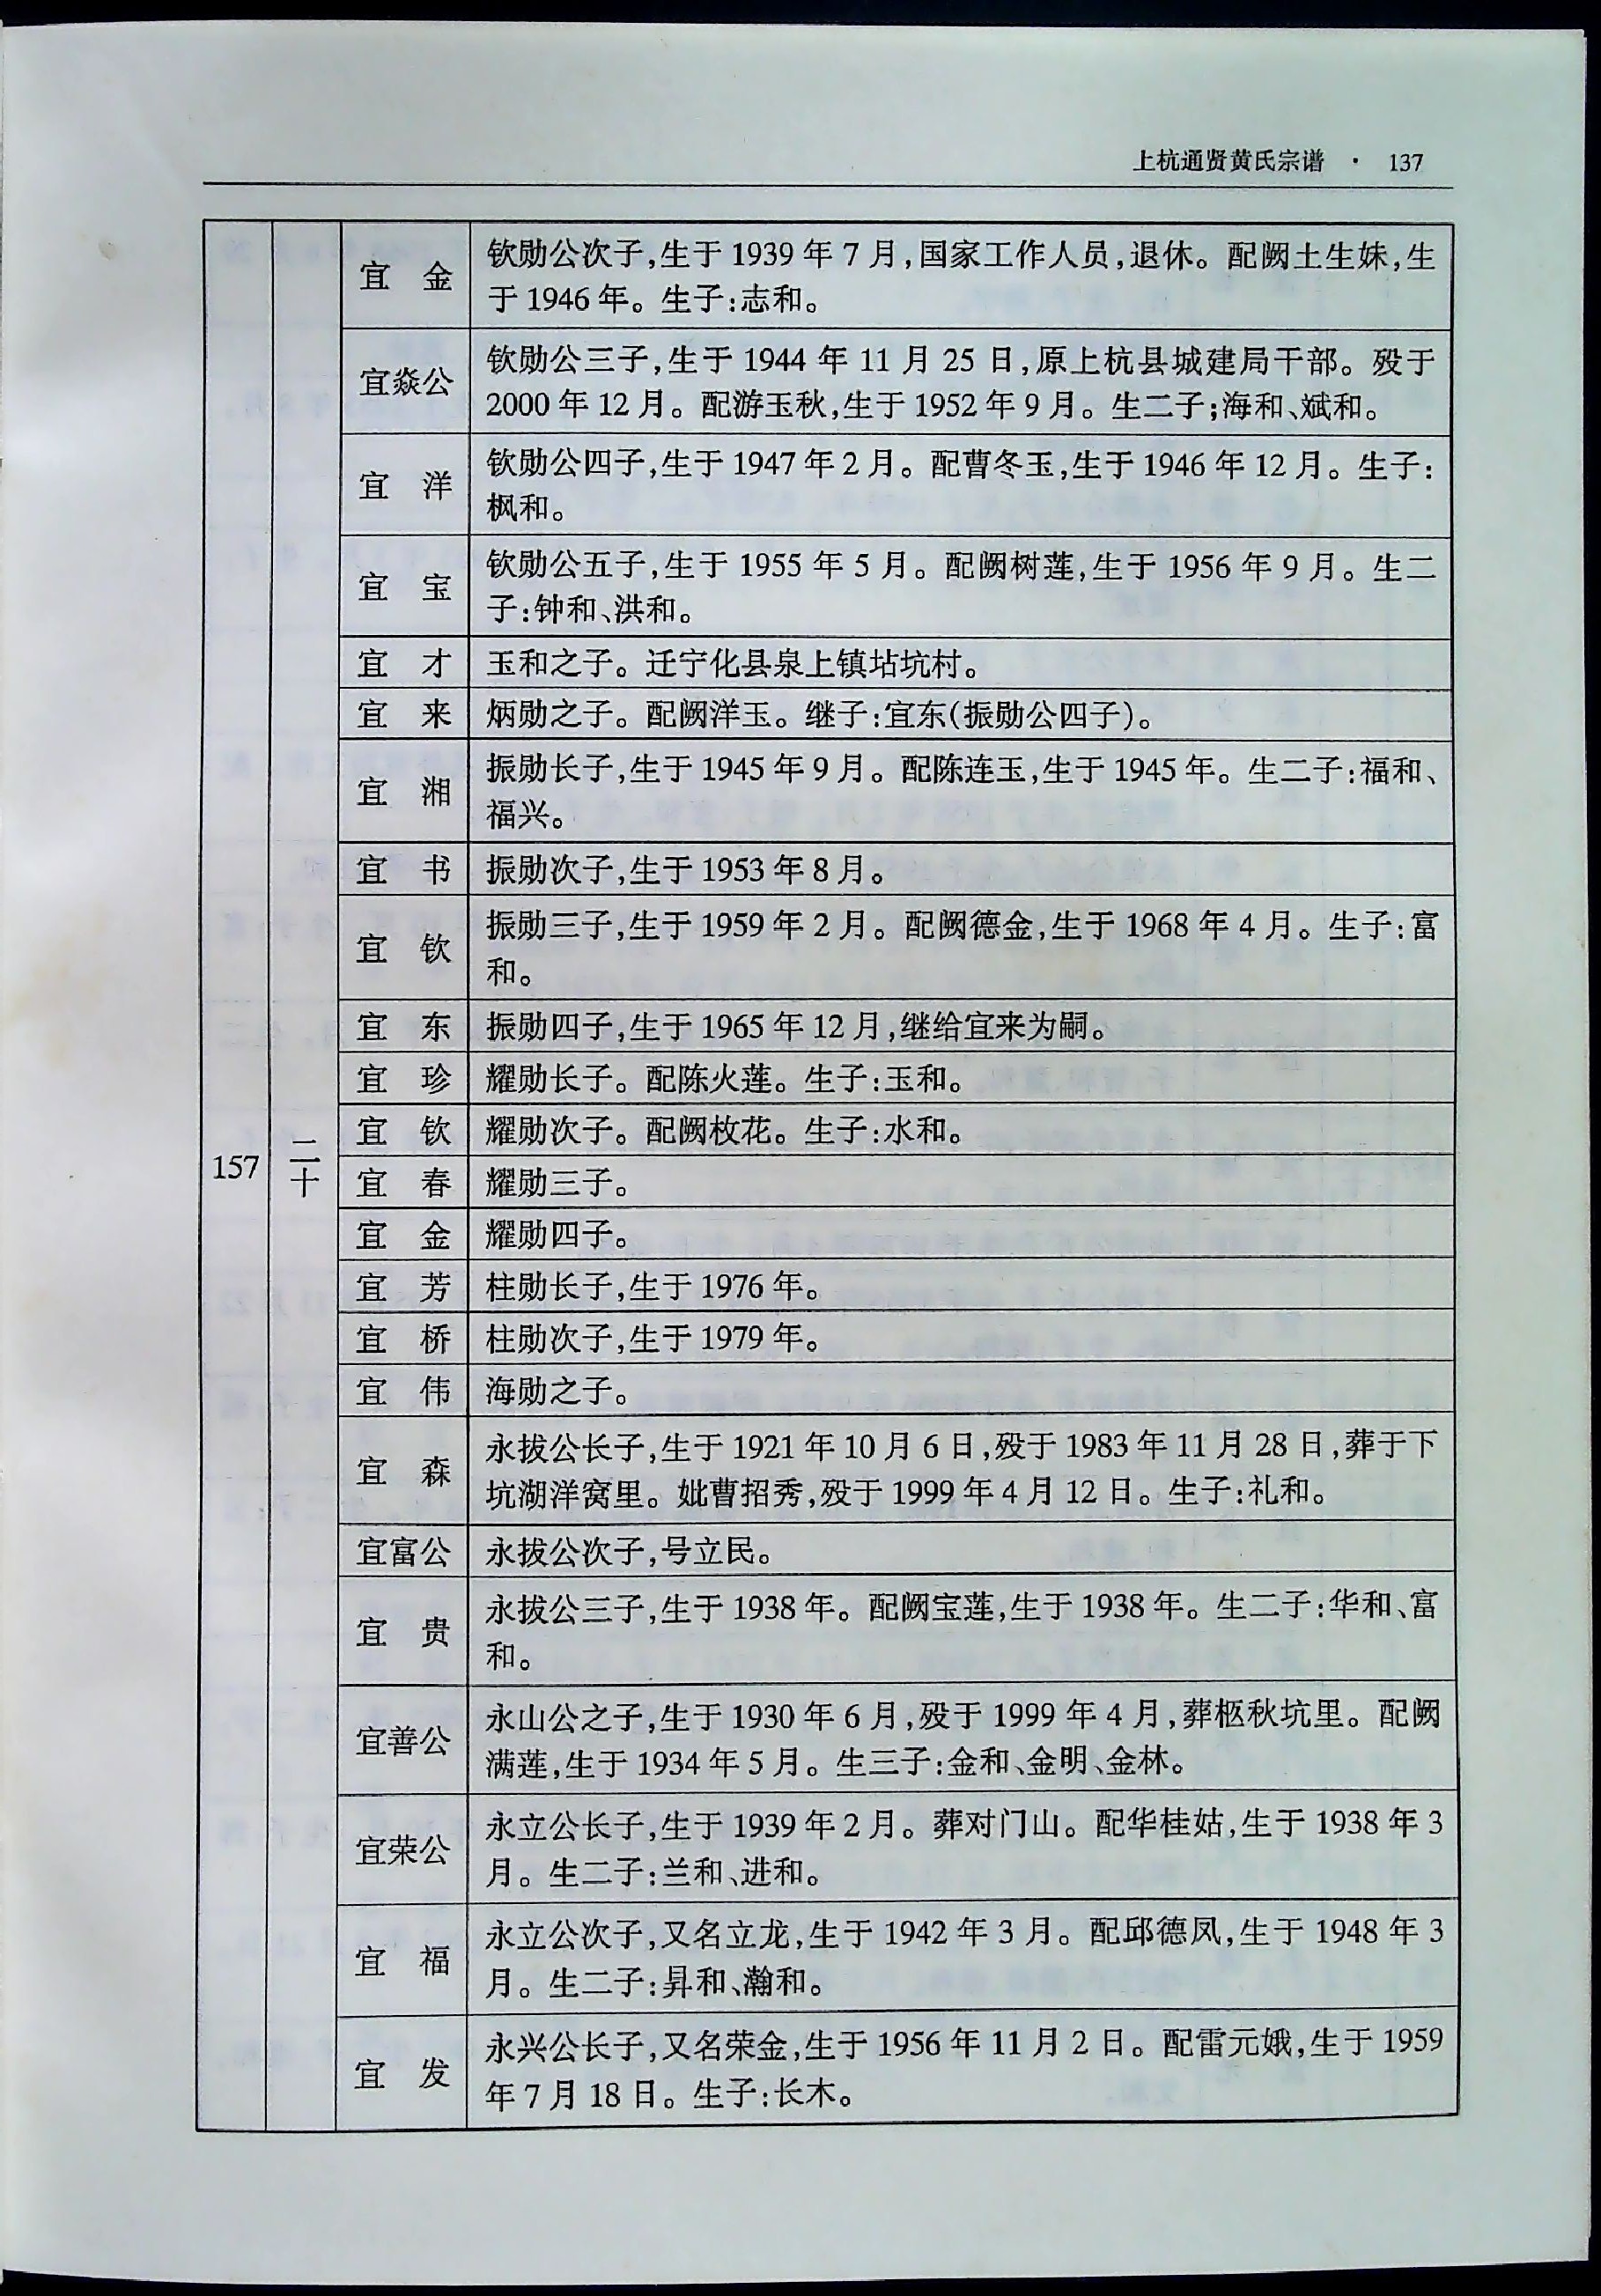 上杭通贤黄氏宗谱 · 137
157
二十
宜 金
钦勋公次子,生于 1939 年 7 月,国家工作人员,退休。配阙土生妹,生
于 1946 年。生子:志和。
宜焱公
钦勋公三子,生于 1944 年 11 月 25 日,原上杭县城建局干部。殁于
2000 年 12 月。配游玉秋,生于 1952 年 9 月。生二子;海和、斌和。
宜 洋
钦勋公四子,生于 1947 年 2 月。配曹冬玉,生于 1946 年 12 月。生子:
枫和。
宜 宝
钦勋公五子,生于 1955 年 5 月。配阙树莲,生于 1956 年 9 月。生二
子:钟和、洪和。
宜 才
玉和之子。迁宁化县泉上镇坫坑村。
宜 来
炳勋之子。配阙洋玉。继子:宜东(振勋公四子)。
宜 湘
振勋长子,生于 1945 年 9 月。配陈连玉,生于 1945 年。生二子:福和、
福兴。
宜 书
振勋次子,生于 1953 年 8 月。
宜 钦
振勋三子,生于 1959 年 2 月。配阙德金,生于 1968 年 4 月。生子:富
和。
宜 东
振勋四子,生于 1965 年 12 月,继给宜来为嗣。
宜 珍
耀勋长子。配陈火莲。生子:玉和。
宜 钦
耀勋次子。配阙枚花。生子:水和。
宜 春
耀勋三子。
宜 金
耀勋四子。
宜 芳
柱勋长子,生于 1976 年。
宜 桥
柱勋次子,生于 1979 年。
宜 伟
海勋之子。
宜 森
永拔公长子,生于 1921 年 10 月 6 日,殁于 1983 年 11 月 28 日,葬于下
坑湖洋窝里。妣曹招秀,殁于 1999 年 4 月 12 日。生子:礼和。
宜富公
永拔公次子,号立民。
宜 贵
永拔公三子,生于 1938 年。配阙宝莲,生于 1938 年。生二子:华和、富
和。
宜善公
永山公之子,生于 1930 年 6 月,殁于 1999 年 4 月,葬柩秋坑里。配阙
满莲,生于 1934 年 5 月。生三子:金和、金明、金林。
宜荣公
永立公长子,生于 1939 年 2 月。葬对门山。配华桂姑,生于 1938 年 3
月。生二子:兰和、进和。
宜 福
永立公次子,又名立龙,生于 1942 年 3 月。配邱德凤,生于 1948 年 3
月。生二子:昇和、瀚和。
宜 发
永兴公长子,又名荣金,生于 1956 年 11 月 2 日。配雷元娥,生于 1959
年 7 月 18 日。生子:长木。